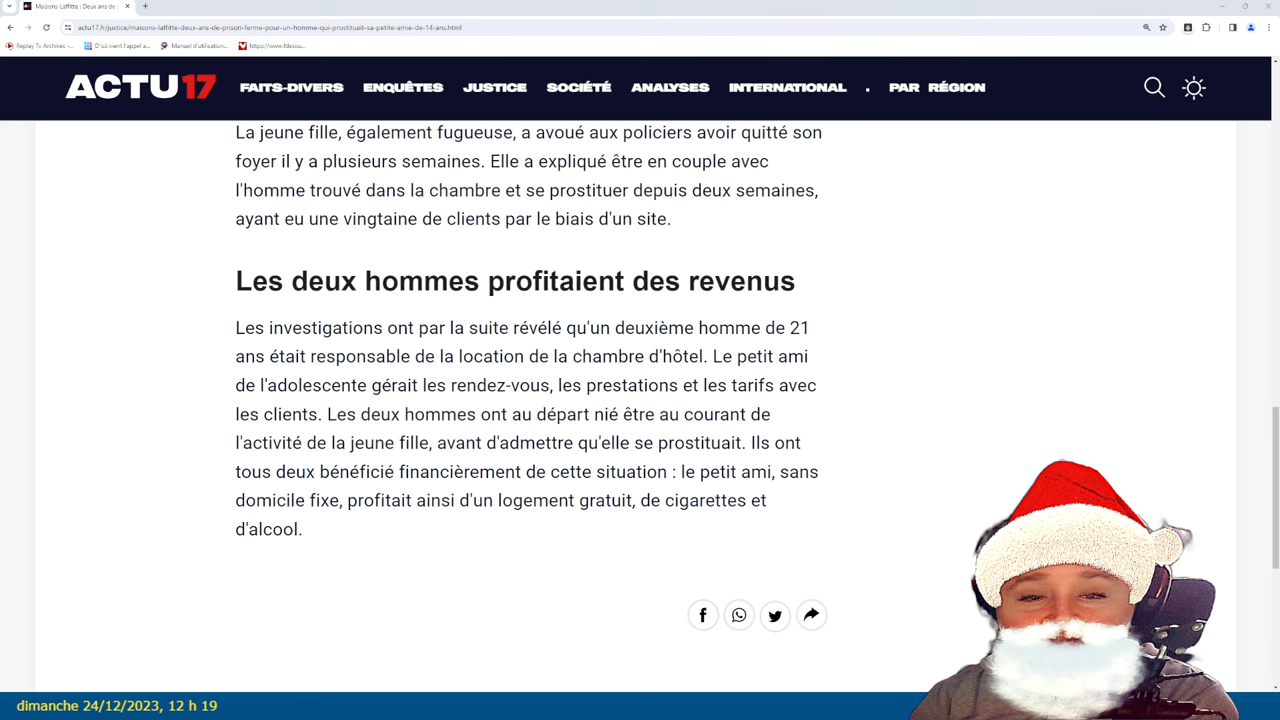 Maisons-Laffitte : Deux ans de
actu17.fr/justice/maisons-laffitte-deux-ans-de-prison-ferme-pour-un-homme-qui-prostituait-sa-petite-amie-de-14-ans.html
Replay Tv Archives -... D'où vient l'appel a... Manuel d'utilisation... https://www.fdesou...
ACTU17 FAITS-DIVERS ENQUÊTES JUSTICE SOCIÉTÉ ANALYSES INTERNATIONAL . PAR RÉGION
La jeune fille, également fugueuse, a avoué aux policiers avoir quitté son
foyer il y a plusieurs semaines. Elle a expliqué être en couple avec
l'homme trouvé dans la chambre et se prostituer depuis deux semaines,
ayant eu une vingtaine de clients par le biais d'un site.
Les deux hommes profitaient des revenus
Les investigations ont par la suite révélé qu'un deuxième homme de 21
ans était responsable de la location de la chambre d'hôtel. Le petit ami
de l'adolescente gérait les rendez-vous, les prestations et les tarifs avec
les clients. Les deux hommes ont au départ nié être au courant de
l'activité de la jeune fille, avant d'admettre qu'elle se prostituait. Ils ont
tous deux bénéficié financièrement de cette situation : le petit ami, sans
domicile fixe, profitait ainsi d'un logement gratuit, de cigarettes et
d'alcool.
dimanche 24/12/2023, 12 h 19